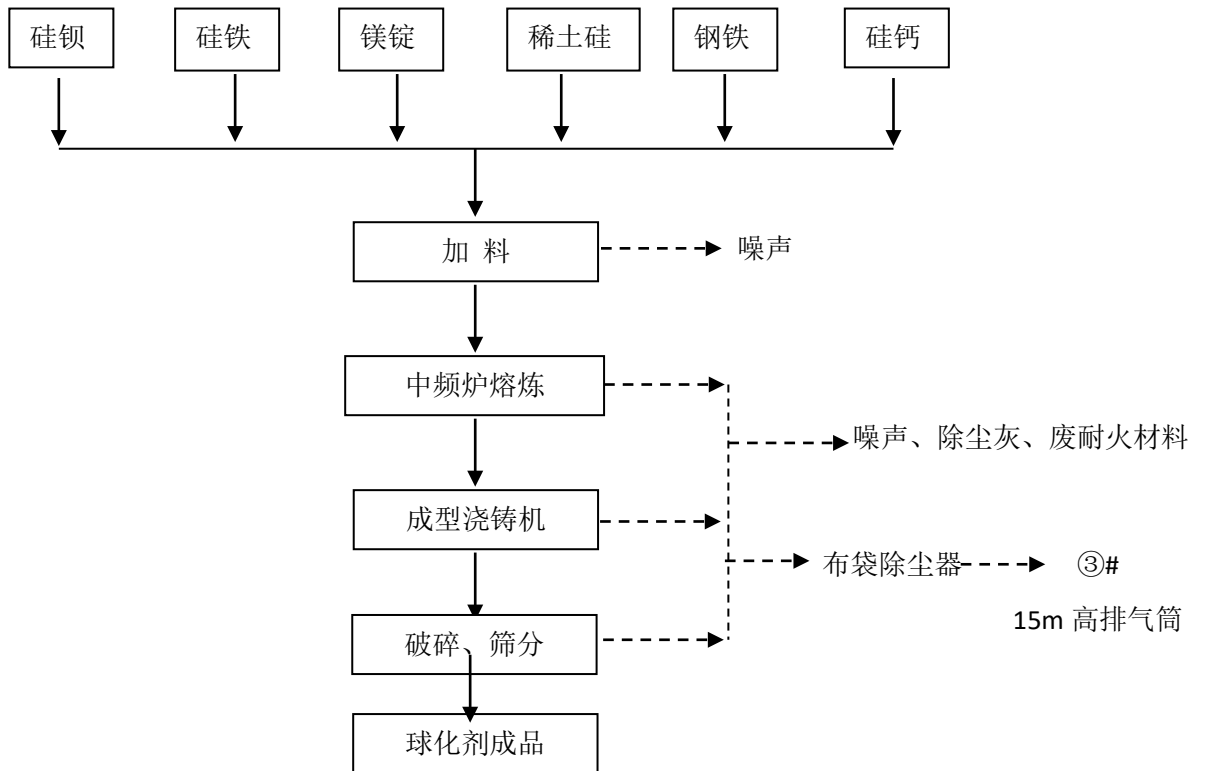 硅钡 硅铁 镁锭 稀土硅 钢铁 硅钙
加 料 噪声
中频炉熔炼
噪声、除尘灰、废耐火材料
成型浇铸机
布袋除尘器 ③#
15m 高排气筒
破碎、筛分
球化剂成品